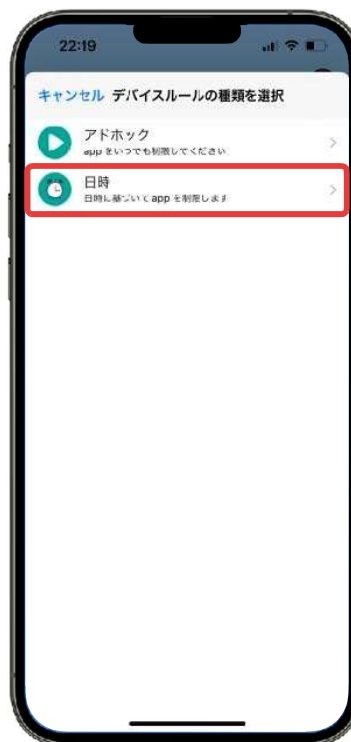 22:19
キャンセル デバイスルールの種類を選択
アドホック
app をいつでも制限してください
日時
日時に基づいて app を制限します